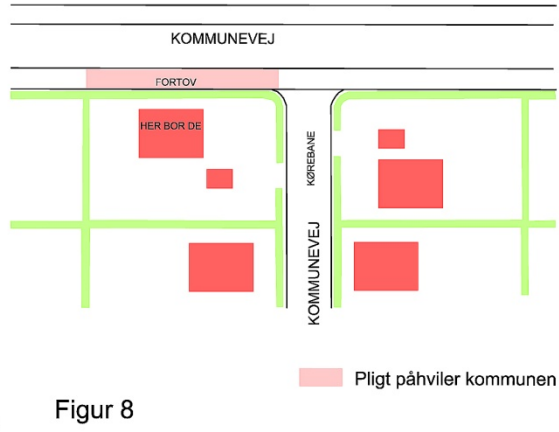 KOMMUNEVEJ
FORTOV
HER BOR DE
KØREBANE
KOMMUNEVEJ
Pligt påhviler kommunen
Figur 8